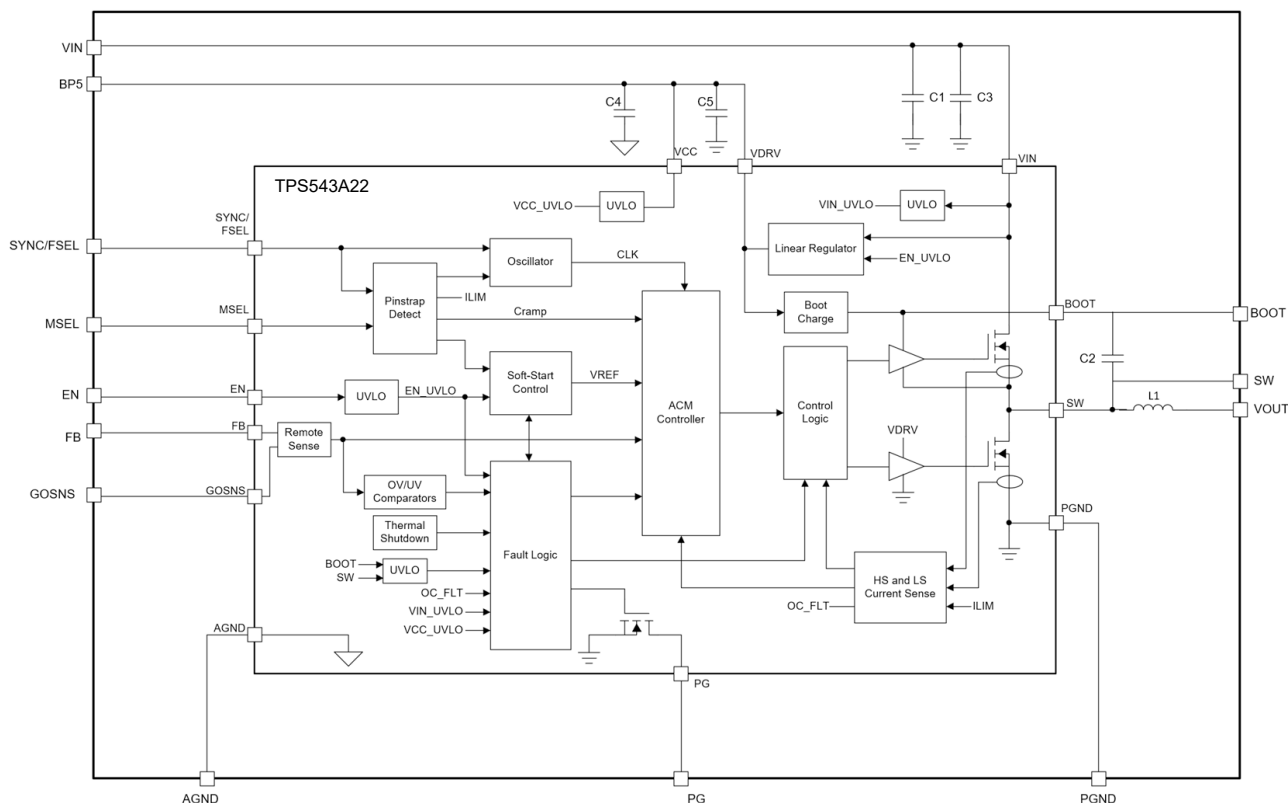 VIN
BP5
C4
C5
C1
C3
VCC
VDRV
VIN
TPS543A22
SYNC/
FSEL
VCC_UVLO
UVLO
VIN_UVLO
UVLO
SYNC/FSEL
Oscillator
CLK
Linear Regulator
EN_UVLO
Pinstrap
Detect
ILIM
MSEL
MSEL
Cramp
Boot
Charge
BOOT
BOOT
C2
Soft-Start
Control
VREF
ACM
Controller
Control
Logic
EN
EN
UVLO
EN_UVLO
SW
SW
L1
VOUT
FB
FB
Remote
Sense
VDRV
GOSNS
GOSNS
OV/UV
Comparators
Thermal
Shutdown
BOOT
SW
UVLO
Fault Logic
OC_FLT
VIN_UVLO
VCC_UVLO
PGND
HS and LS
Current Sense
OC_FLT
ILIM
AGND
PG
AGND
PG
PGND